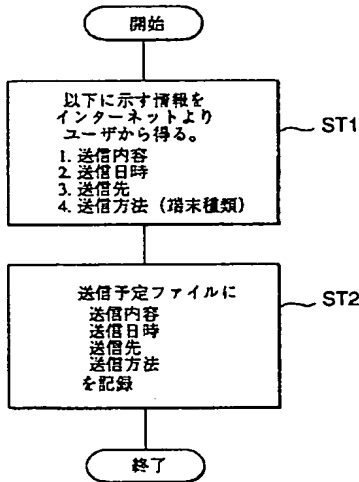 開始
以下に示す情報を
インターネットより
ユーザから得る。
1. 送信内容
2. 送信日時
3. 送信先
4. 送信方法（端末種類）
ST1
送信予定ファイルに
送信内容
送信日時
送信先
送信方法
を記録
ST2
終了